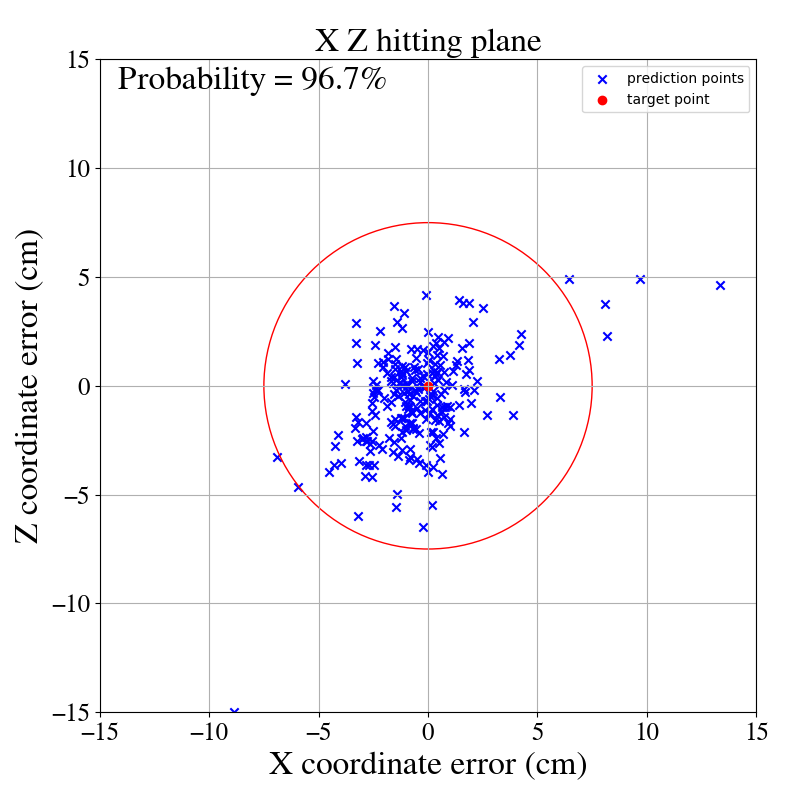 X Z hitting plane
Probability = 96.7%
prediction points
target point
Z coordinate error (cm)
15
10
5
0
−5
−10
−15
−15
−10
−5
0
5
10
15
X coordinate error (cm)